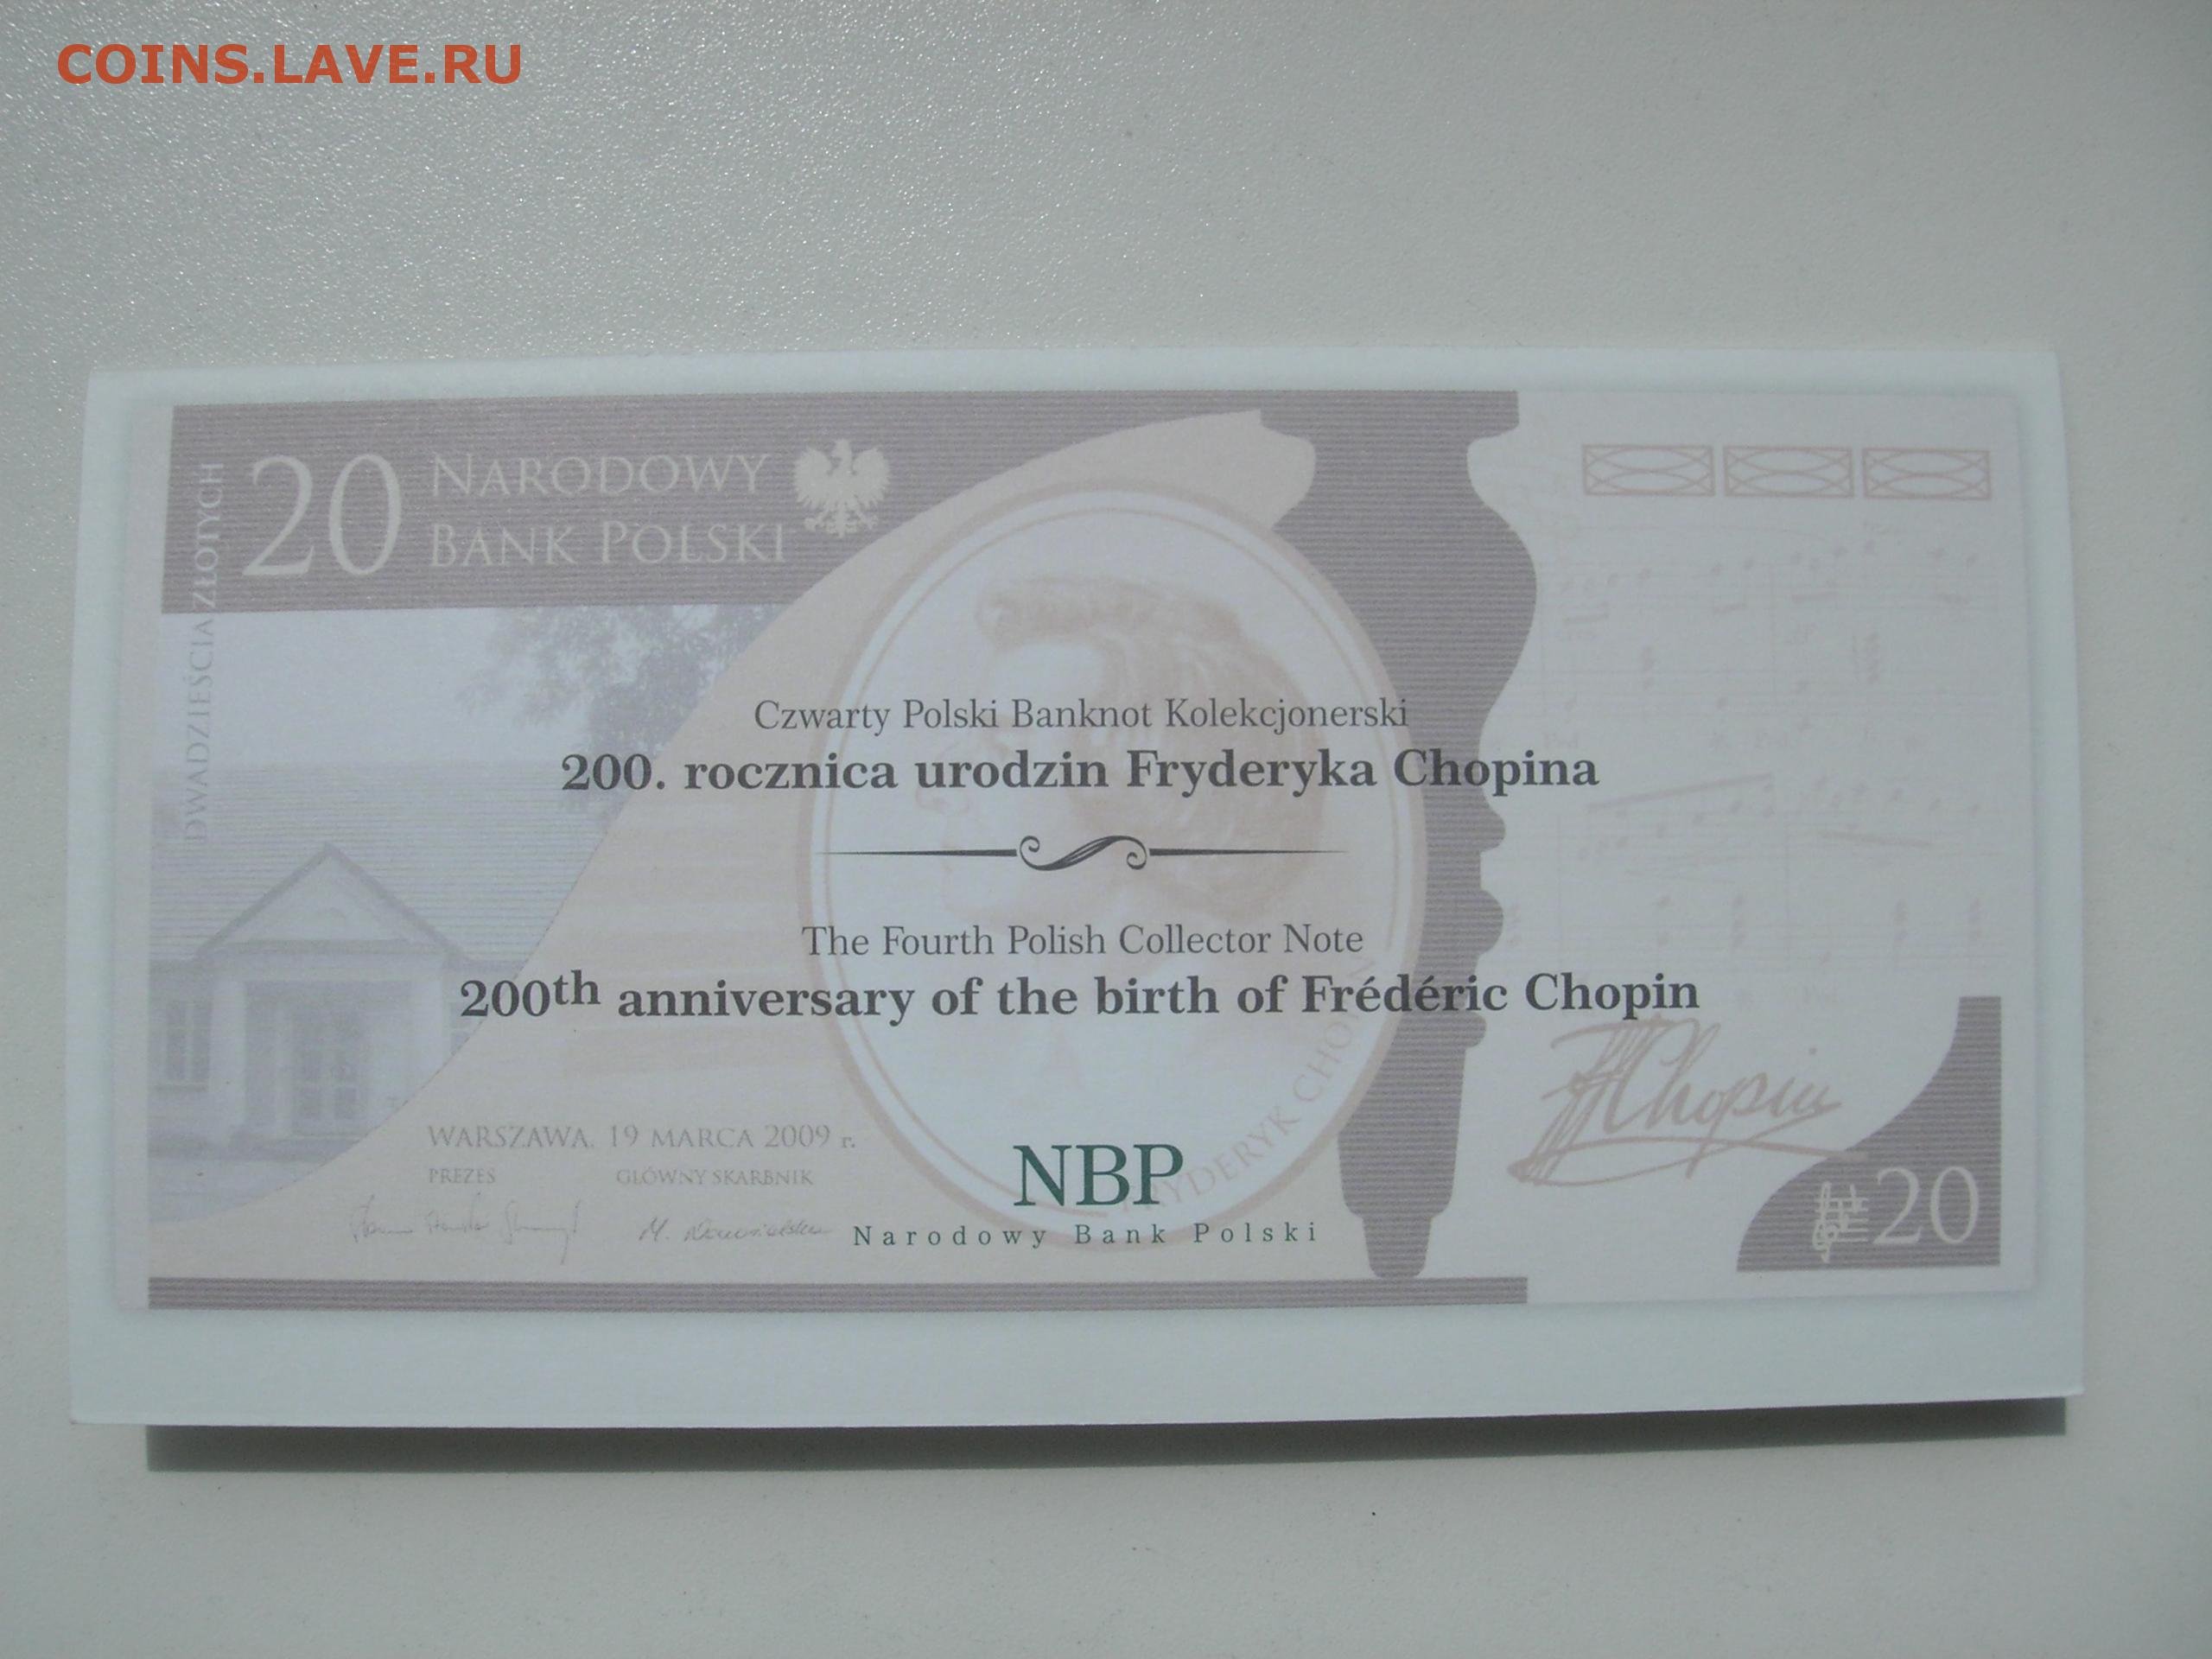 COINS.LAVE.RU
DWADZIEŚCIA ZŁOTYCH
20
NARODOWY
BANK POLSKI
Czwarty Polski Banknot Kolekcjonerski
200. rocznica urodzin Fryderyka Chopina
The Fourth Polish Collector Note
200th anniversary of the birth of Frédéric Chopin
FRYDERYK CHOPIN
Chopin
WARSZAWA, 19 MARCA 2009 r.
PREZES GŁÓWNY SKARBNIK
NBP
Narodowy Bank Polski
20